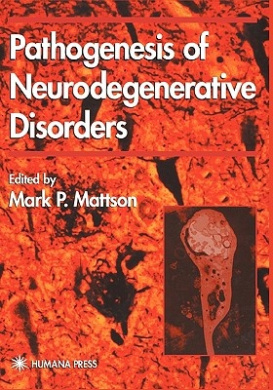 Pathogenesis of
Neurodegenerative
Disorders
Edited by
Mark P. Mattson
HUMANA PRESS